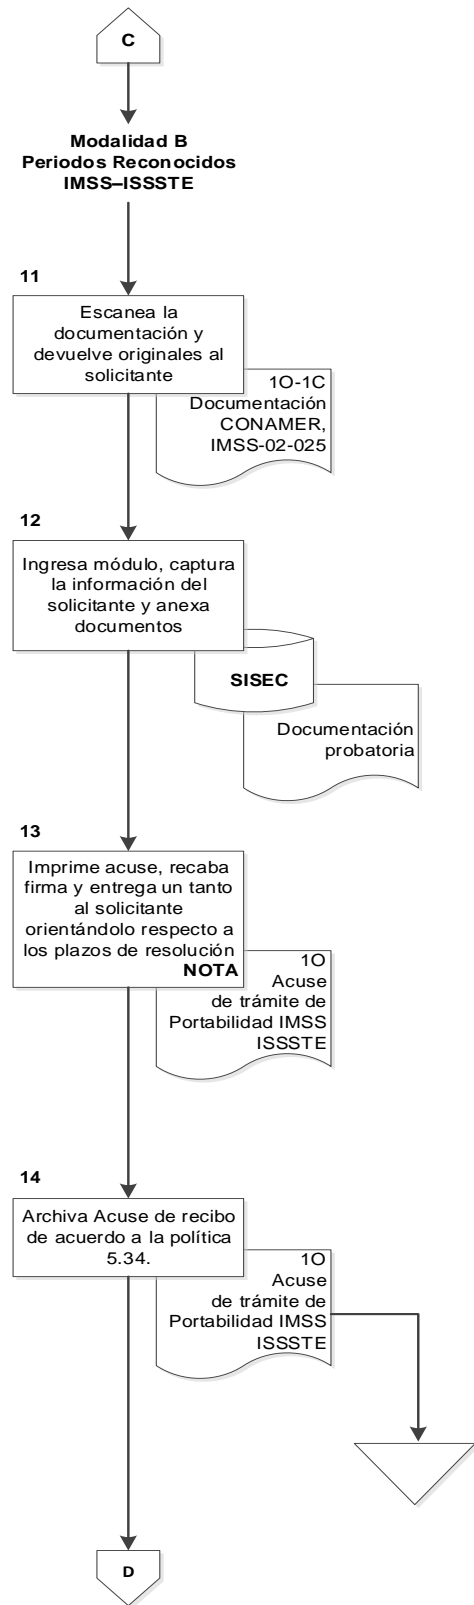 C
Modalidad B
Periodos Reconocidos
IMSS–ISSSTE
11
Escanea la
documentación y
devuelve originales al
solicitante
1O-1C
Documentación
CONAMER,
IMSS-02-025
12
Ingresa módulo, captura
la información del
solicitante y anexa
documentos
SISEC
Documentación
probatoria
13
Imprime acuse, recaba
firma y entrega un tanto
al solicitante
orientándolo respecto a
los plazos de resolución
NOTA
1O
Acuse
de trámite de
Portabilidad IMSS
ISSSTE
14
Archiva Acuse de recibo
de acuerdo a la política
5.34.
1O
Acuse
de trámite de
Portabilidad IMSS
ISSSTE
D